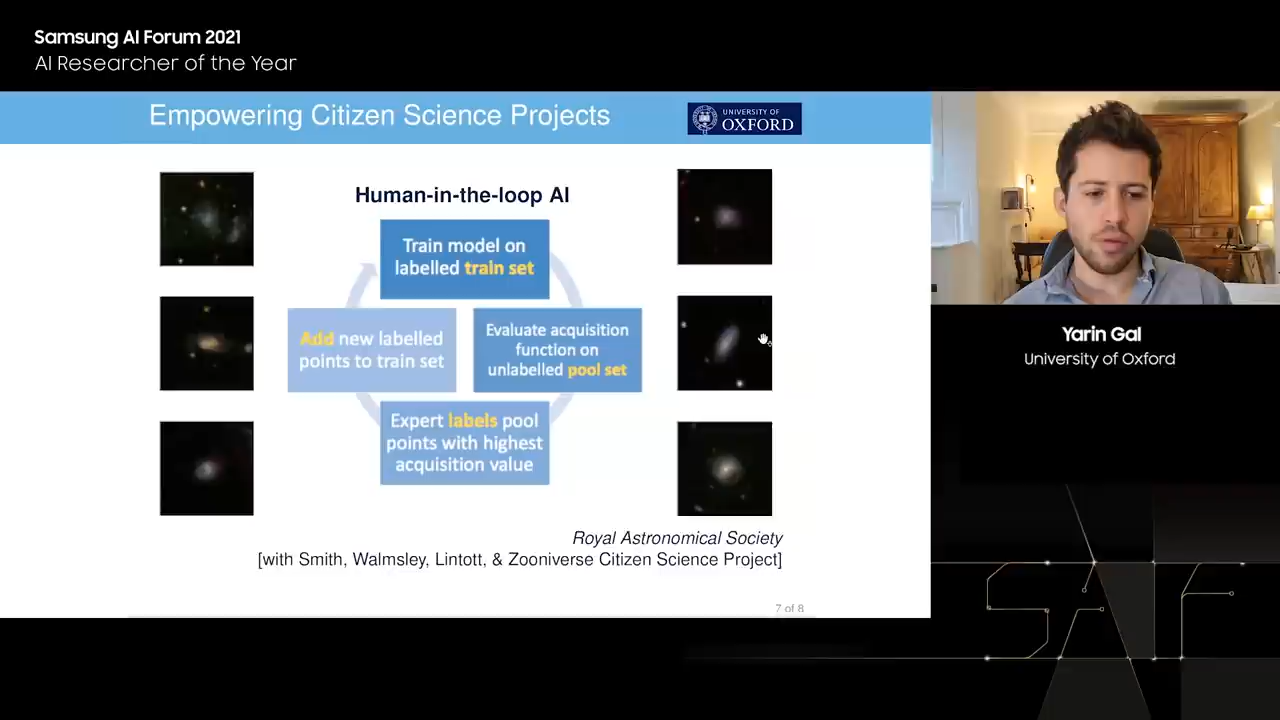 Samsung AI Forum 2021
AI Researcher of the Year
Empowering Citizen Science Projects
UNIVERSITY OF
OXFORD
Human-in-the-loop AI
Train model on
labelled train set
Add new labelled
points to train set
Evaluate acquisition
function on
unlabelled pool set
Expert labels pool
points with highest
acquisition value
Royal Astronomical Society
[with Smith, Walmsley, Lintott, & Zooniverse Citizen Science Project]
7 of 8
Yarin Gal
University of Oxford
SAIF